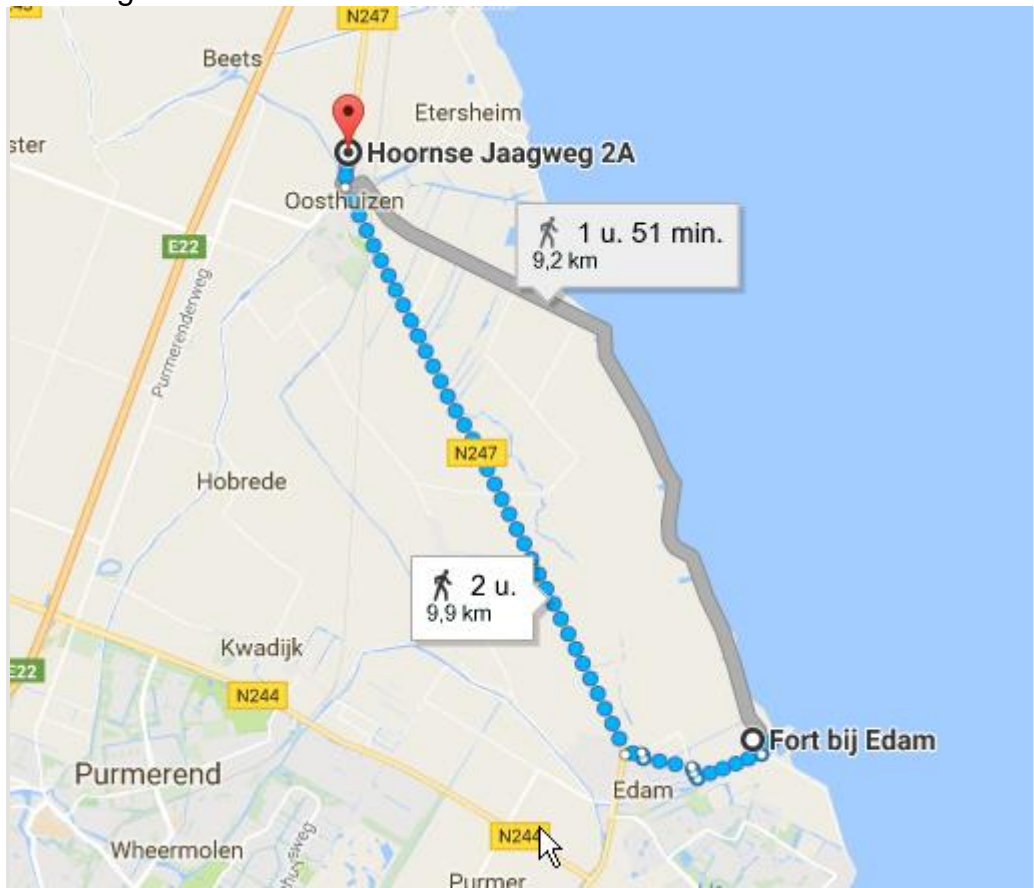 N247
Beets
Etersheim
Hoornse Jaagweg 2A
Oosthuizen
1 u. 51 min.
9,2 km
E22
Purmerenderweg
N247
Hobrede
2 u.
9,9 km
Kwadijk
E22
N244
Fort bij Edam
Purmerend
Edam
N244
Wheermolen
Purmer